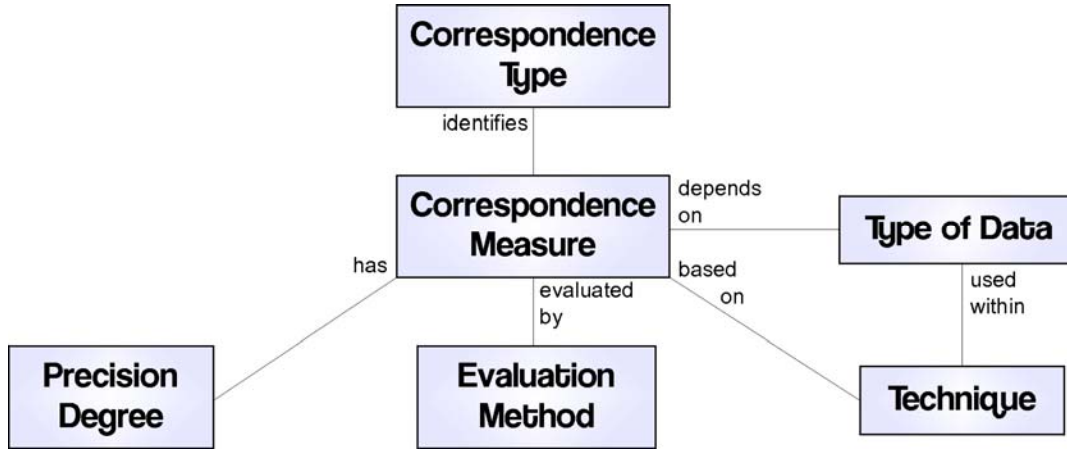 Correspondence
Type
identifies
Correspondence
Measure
depends
on
Type of Data
has
evaluated
by
based
on
used
within
Precision
Degree
Evaluation
Method
Technique